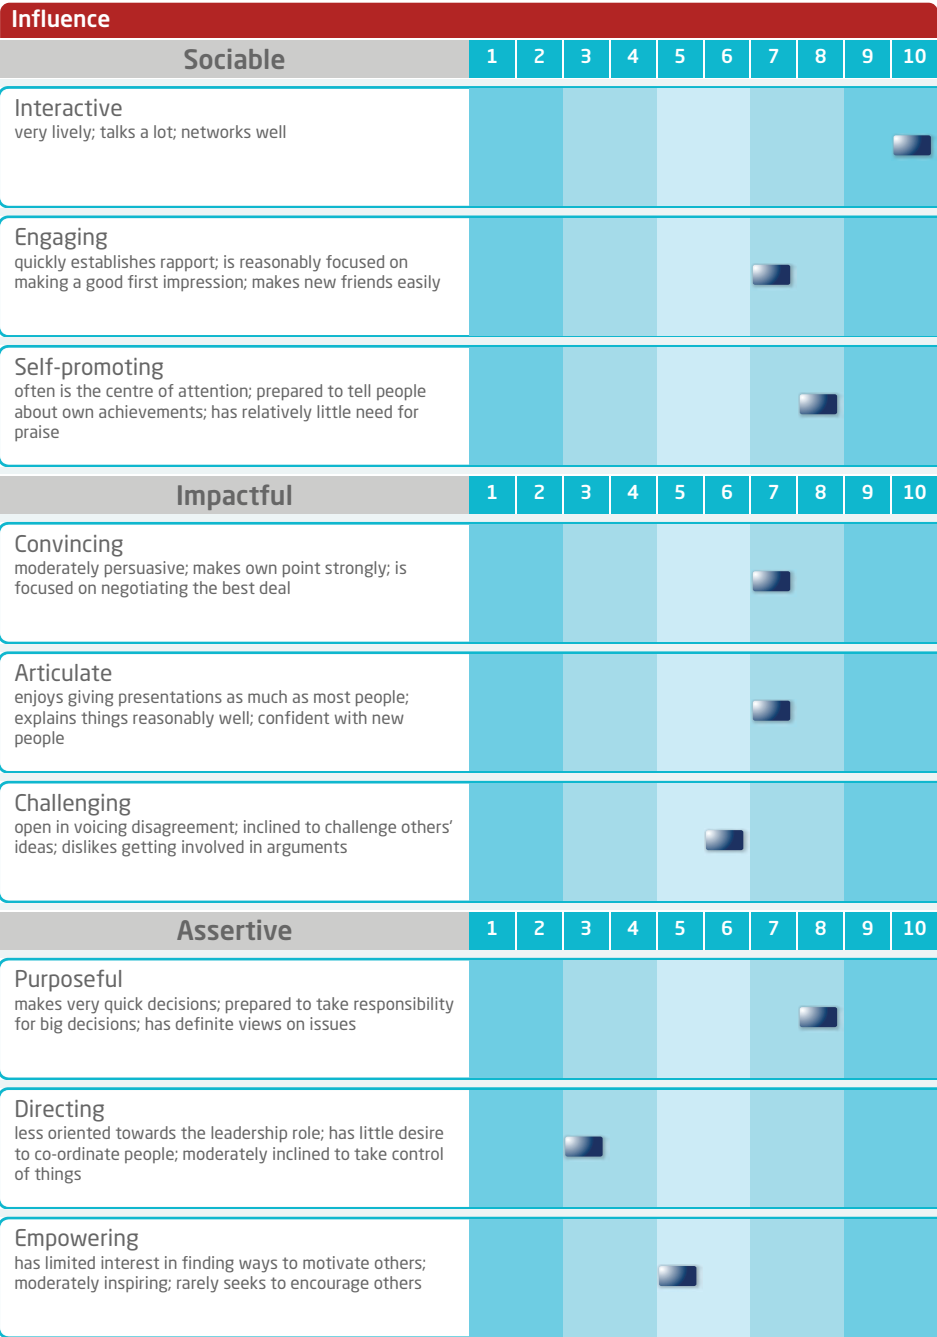 Influence
Sociable 1 2 3 4 5 6 7 8 9 10
Interactive
very lively; talks a lot; networks well
Engaging
quickly establishes rapport; is reasonably focused on
making a good first impression; makes new friends easily
Self-promoting
often is the centre of attention; prepared to tell people
about own achievements; has relatively little need for
praise
Impactful 1 2 3 4 5 6 7 8 9 10
Convincing
moderately persuasive; makes own point strongly; is
focused on negotiating the best deal
Articulate
enjoys giving presentations as much as most people;
explains things reasonably well; confident with new
people
Challenging
open in voicing disagreement; inclined to challenge others’
ideas; dislikes getting involved in arguments
Assertive 1 2 3 4 5 6 7 8 9 10
Purposeful
makes very quick decisions; prepared to take responsibility
for big decisions; has definite views on issues
Directing
less oriented towards the leadership role; has little desire
to co-ordinate people; moderately inclined to take control
of things
Empowering
has limited interest in finding ways to motivate others;
moderately inspiring; rarely seeks to encourage others